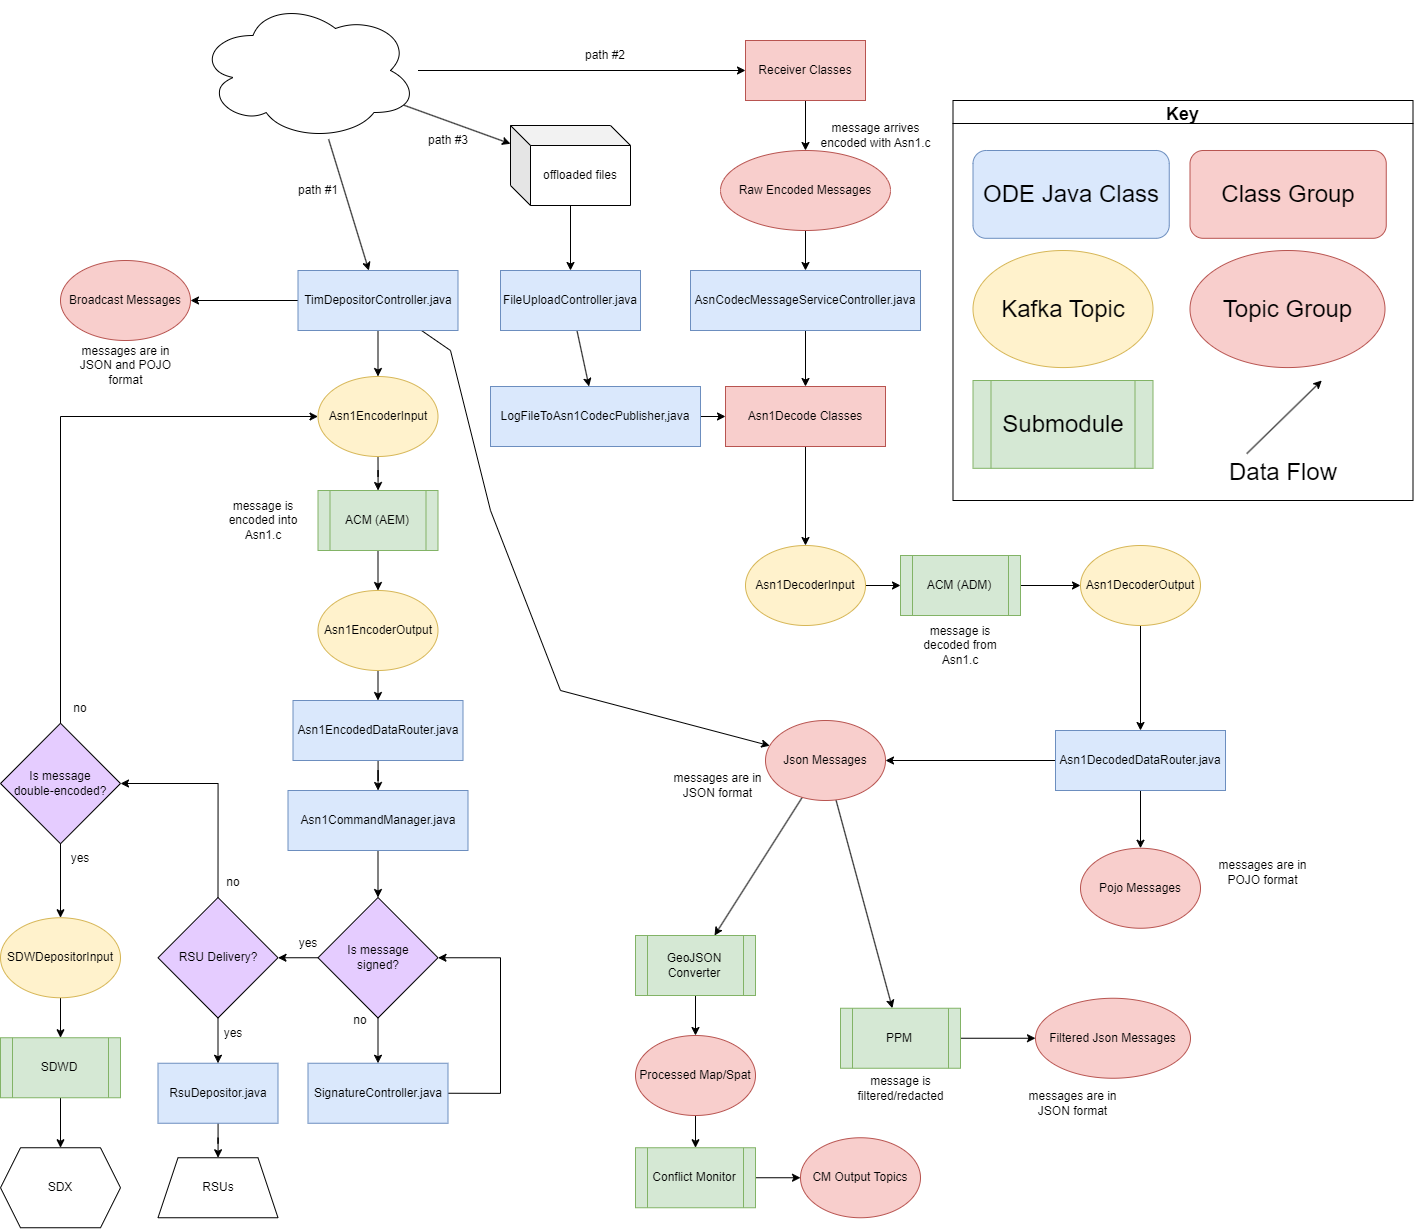 path #2
Receiver Classes
path #3
message arrives
encoded with Asn1.c
offloaded files
path #1
Raw Encoded Messages
Key
ODE Java Class
Class Group
Kafka Topic
Topic Group
Submodule
Data Flow
Broadcast Messages
TimDepositorController.java
FileUploadController.java
AsnCodecMessageServiceController.java
messages are in
JSON and POJO
format
Asn1EncoderInput
LogFileToAsn1CodecPublisher,java
Asn1Decode Classes
message is
encoded into
Asn1.c
ACM (AEM)
Asn1DecoderInput
ACM (ADM)
Asn1DecoderOutput
message is
decoded from
Asn1.c
Asn1EncoderOutput
no
Asn1EncodedDataRouter.java
Is message
double-encoded?
Json Messages
messages are in
JSON format
Asn1DecodedDataRouter.java
Asn1CommandManager.java
yes
no
Pojo Messages
messages are in
POJO format
SDWDepositorInput
RSU Delivery?
yes
Is message
signed?
no
yes
GeoJSON
Converter
SDWD
RsuDepositor.java
SignatureController.java
Processed Map/Spat
PPM
Filtered Json Messages
message is
filtered/redacted
messages are in
JSON format
SDX
RSUs
Conflict Monitor
CM Output Topics